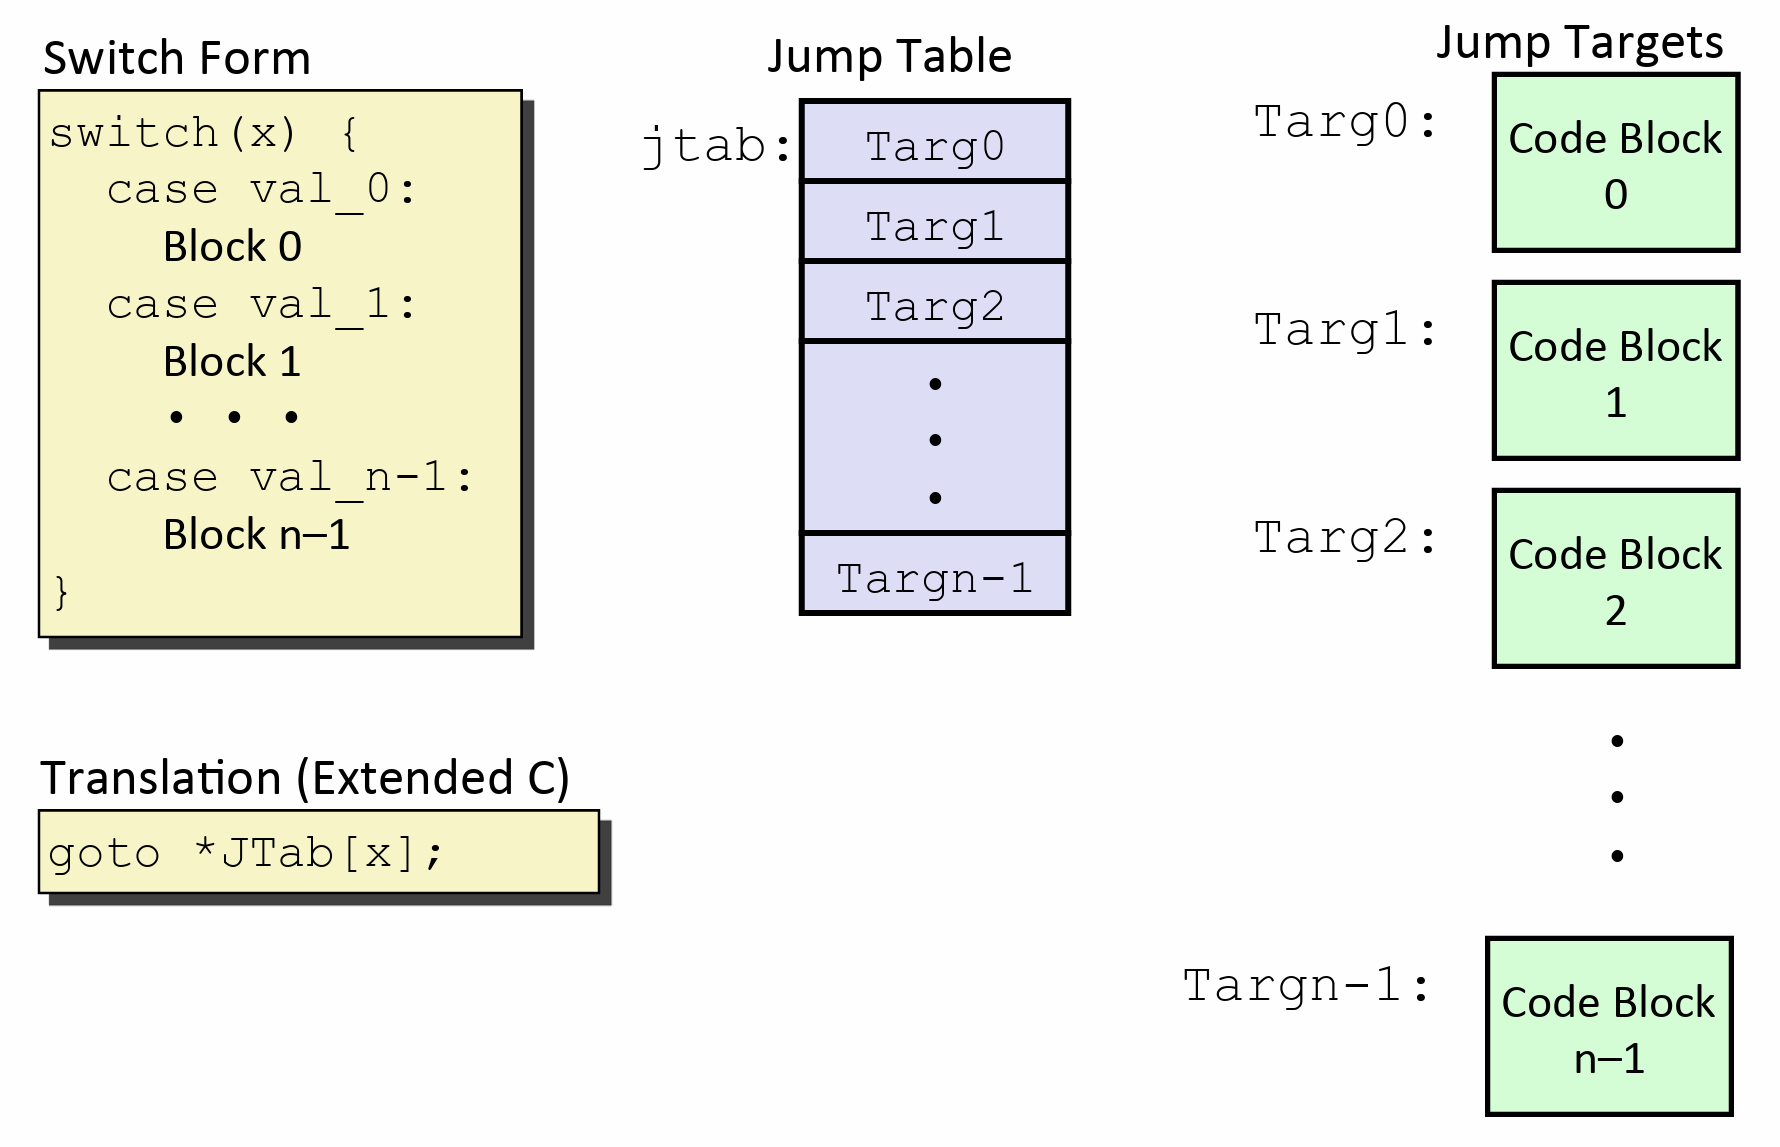 Switch Form
switch(x) {
case val_0:
Block 0
case val_1:
Block 1
• • •
case val_n-1:
Block n–1
}
Translation (Extended C)
goto *JTab[x];
Jump Table
jtab:
Targ0
Targ1
Targ2
•
•
•
Targn-1
Jump Targets
Targ0:
Code Block
0
Targ1:
Code Block
1
Targ2:
Code Block
2
•
•
•
Targn-1:
Code Block
n–1